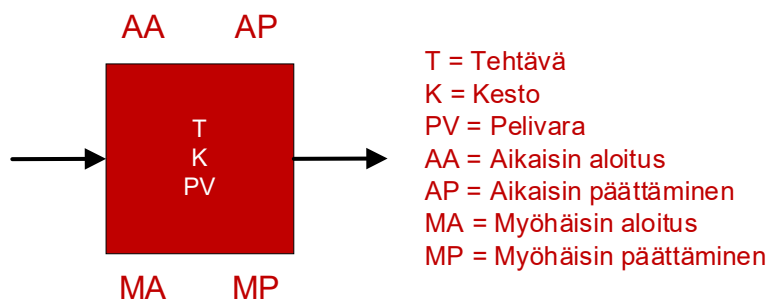 AA AP
T
K
PV
MA MP
T = Tehtävä
K = Kesto
PV = Pelivara
AA = Aikaisin aloitus
AP = Aikaisin päättäminen
MA = Myöhäisin aloitus
MP = Myöhäisin päättäminen